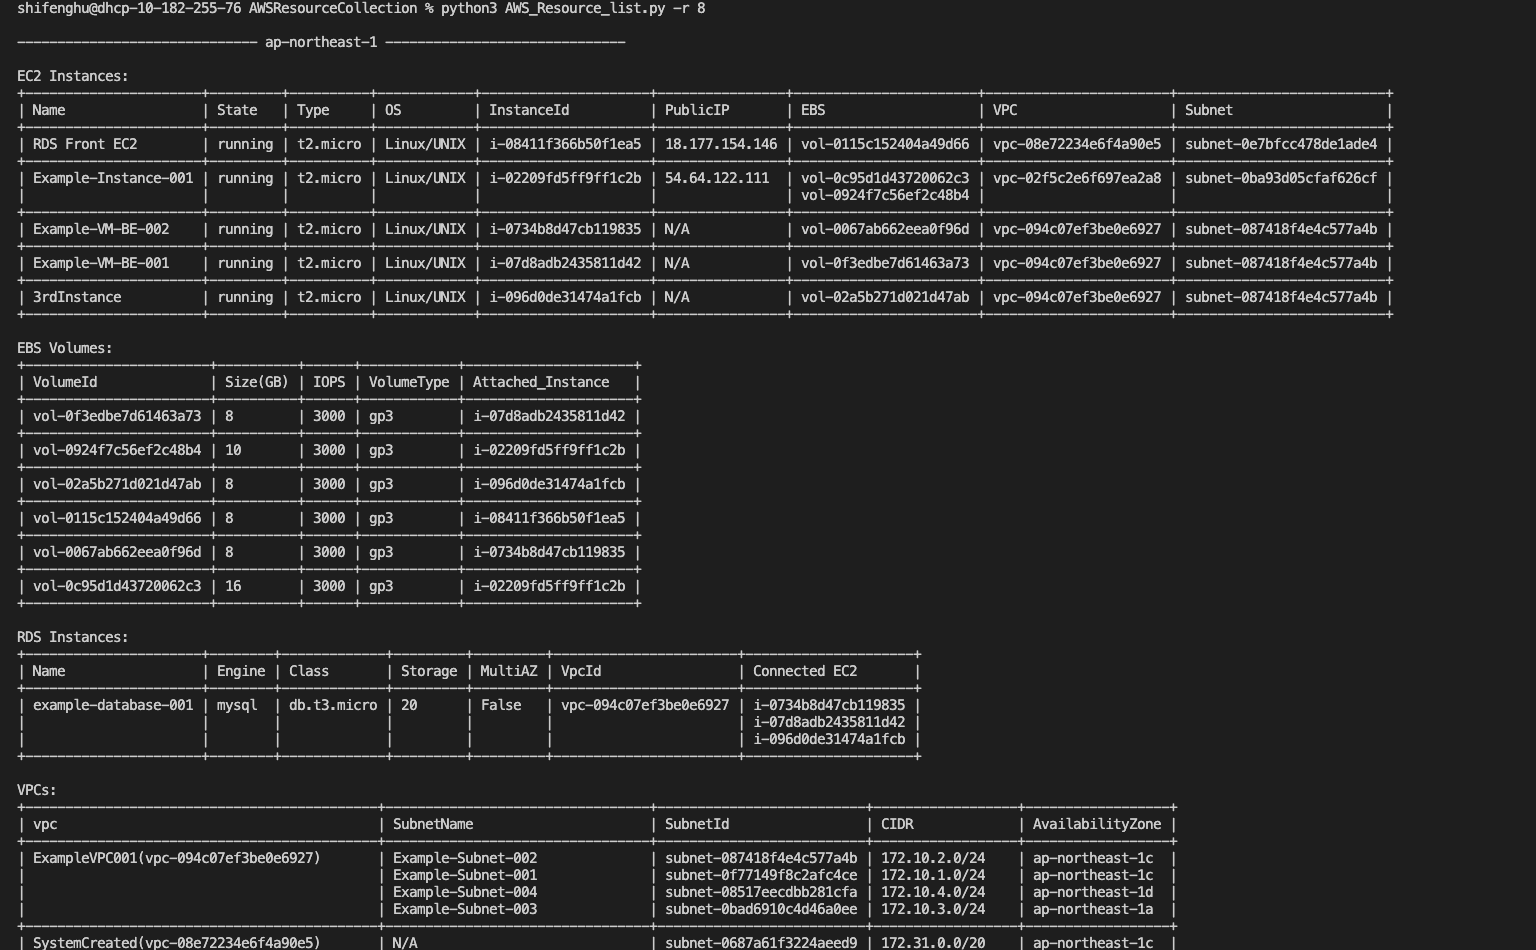 shifenghu@dhcp-10-182-255-76 AWSResourceCollection % python3 AWS_Resource_list.py -r 8
------------------------------ ap-northeast-1 ------------------------------
EC2 Instances:
| Name | State | Type | OS | InstanceId | PublicIP | EBS | VPC | Subnet |
| RDS Front EC2 | running | t2.micro | Linux/UNIX | i-08411f366b50f1ea5 | 18.177.154.146 | vol-0115c152404a49d66 | vpc-08e72234e6f4a90e5 | subnet-0e7bfcc478de1ade4 |
| Example-Instance-001 | running | t2.micro | Linux/UNIX | i-02209fd5ff9ff1c2b | 54.64.122.111 | vol-0c95d1d43720062c3 | vpc-02f5c2e6f697ea2a8 | subnet-0ba93d05cfaf626cf |
| | | | | | | vol-0924f7c56ef2c48b4 | | |
| Example-VM-BE-002 | running | t2.micro | Linux/UNIX | i-0734b8d47cb119835 | N/A | vol-0067ab662eea0f96d | vpc-094c07ef3be0e6927 | subnet-087418f4e4c577a4b |
| Example-VM-BE-001 | running | t2.micro | Linux/UNIX | i-07d8adb2435811d42 | N/A | vol-0f3edbe7d61463a73 | vpc-094c07ef3be0e6927 | subnet-087418f4e4c577a4b |
| 3rdInstance | running | t2.micro | Linux/UNIX | i-096d0de31474a1fcb | N/A | vol-02a5b271d021d47ab | vpc-094c07ef3be0e6927 | subnet-087418f4e4c577a4b |
EBS Volumes:
| VolumeId | Size(GB) | IOPS | VolumeType | Attached_Instance |
| vol-0f3edbe7d61463a73 | 8 | 3000 | gp3 | i-07d8adb2435811d42 |
| vol-0924f7c56ef2c48b4 | 10 | 3000 | gp3 | i-02209fd5ff9ff1c2b |
| vol-02a5b271d021d47ab | 8 | 3000 | gp3 | i-096d0de31474a1fcb |
| vol-0115c152404a49d66 | 8 | 3000 | gp3 | i-08411f366b50f1ea5 |
| vol-0067ab662eea0f96d | 8 | 3000 | gp3 | i-0734b8d47cb119835 |
| vol-0c95d1d43720062c3 | 16 | 3000 | gp3 | i-02209fd5ff9ff1c2b |
RDS Instances:
| Name | Engine | Class | Storage | MultiAZ | VpcId | Connected EC2 |
| example-database-001 | mysql | db.t3.micro | 20 | False | vpc-094c07ef3be0e6927 | i-0734b8d47cb119835 |
| | | | | | | i-07d8adb2435811d42 |
| | | | | | | i-096d0de31474a1fcb |
VPCs:
| vpc | SubnetName | SubnetId | CIDR | AvailabilityZone |
| ExampleVPC001(vpc-094c07ef3be0e6927) | Example-Subnet-002 | subnet-087418f4e4c577a4b | 172.10.2.0/24 | ap-northeast-1c |
| | Example-Subnet-001 | subnet-0f77149f8c2afc4ce | 172.10.1.0/24 | ap-northeast-1c |
| | Example-Subnet-004 | subnet-08517eecdbb281cfa | 172.10.4.0/24 | ap-northeast-1d |
| | Example-Subnet-003 | subnet-0bad6910c4d46a0ee | 172.10.3.0/24 | ap-northeast-1a |
| SystemCreated(vpc-08e72234e6f4a90e5) | N/A | subnet-0687a61f3224aeed9 | 172.31.0.0/20 | ap-northeast-1c |